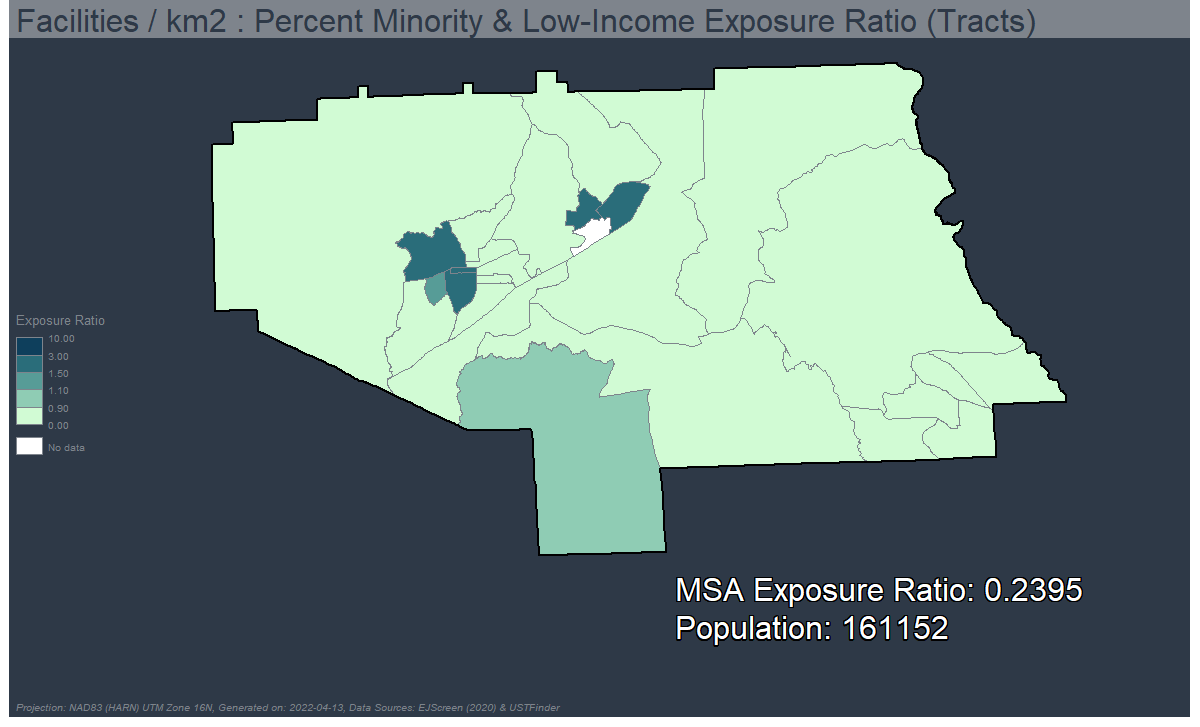 Facilities / km2 : Percent Minority & Low-Income Exposure Ratio (Tracts)
Exposure Ratio
10.00
3.00
1.50
1.10
0.90
0.00
No data
MSA Exposure Ratio: 0.2395
Population: 161152
Projection: NAD83 (HARN) UTM Zone 16N, Generated on: 2022-04-13, Data Sources: EJScreen (2020) & USTFinder